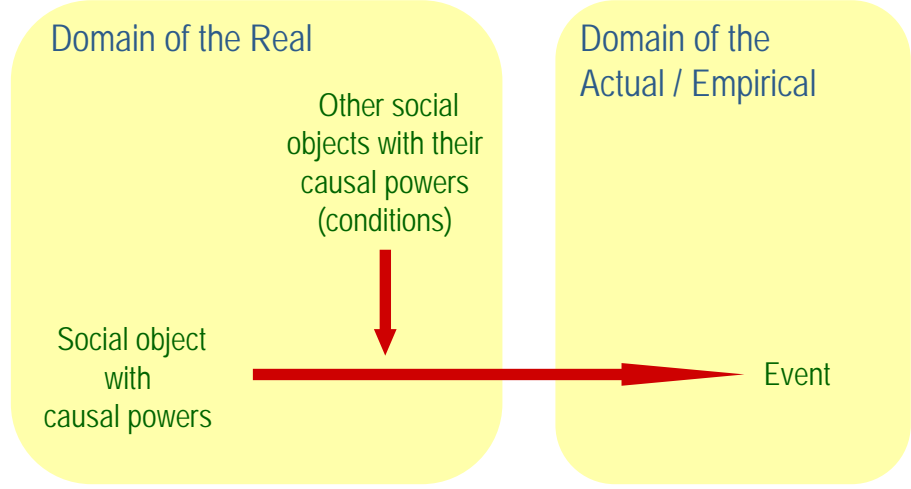 Domain of the Real
Domain of the
Actual / Empirical
Other social
objects with their
causal powers
(conditions)
Social object
with
causal powers
Event